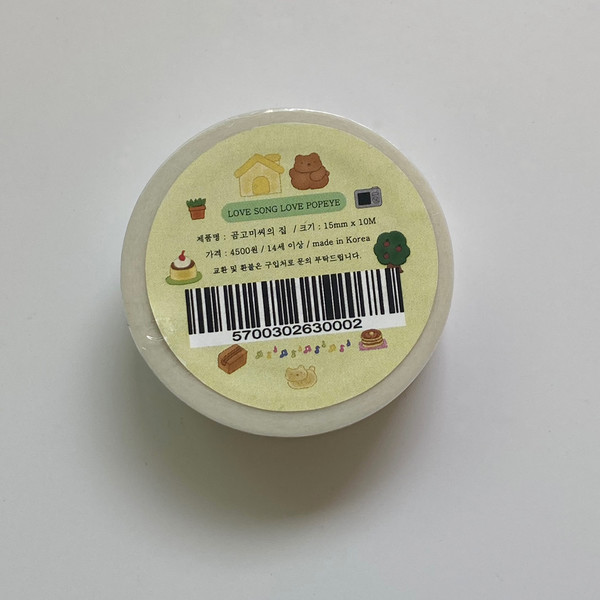 LOVE SONG LOVE POPEYE
제품명 : 곰고미씨의 집 / 크기 : 15mm x 10M
가격 : 4500원 / 14세 이상 / made in Korea
교환 및 환불은 구입처로 문의 부탁드립니다.
5700302630002